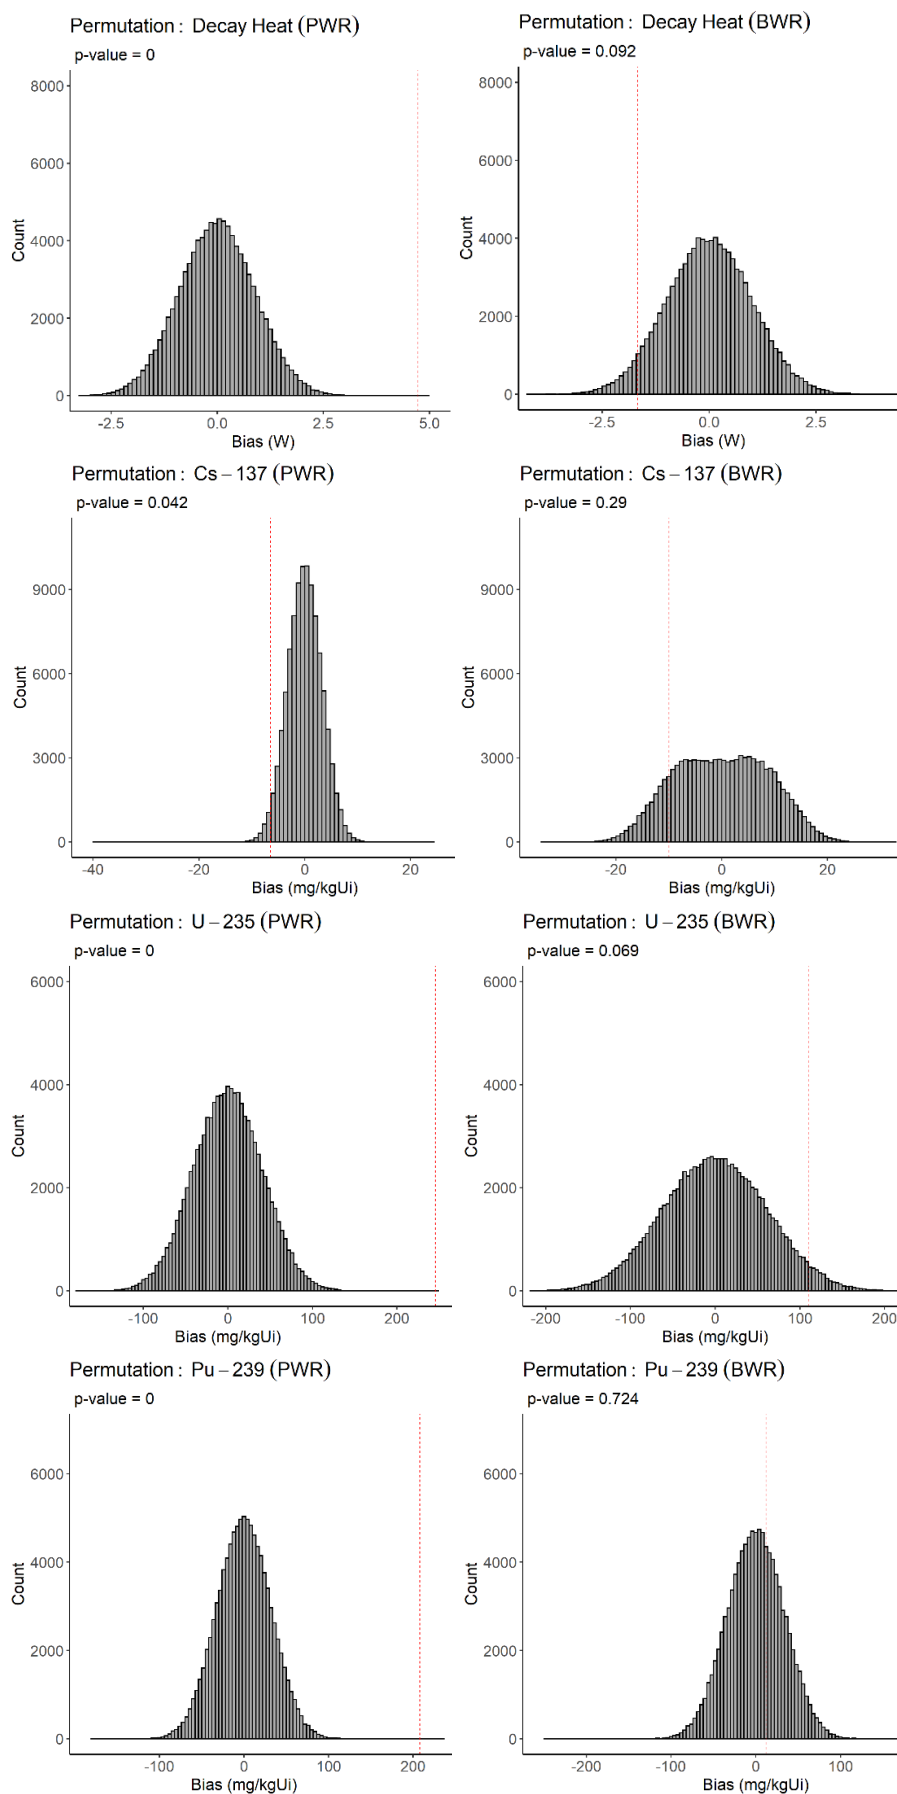 Permutation : Decay Heat (PWR)
p-value = 0
8000
6000
4000
2000
0
Count
-2.5
0.0
2.5
5.0
Bias (W)
Permutation : Decay Heat (BWR)
p-value = 0.092
8000
6000
4000
2000
0
Count
-2.5
0.0
2.5
Bias (W)
Permutation : Cs – 137 (PWR)
p-value = 0.042
9000
6000
3000
0
Count
-40
-20
0
20
Bias (mg/kgUi)
Permutation : Cs – 137 (BWR)
p-value = 0.29
9000
6000
3000
0
Count
-20
0
20
Bias (mg/kgUi)
Permutation : U – 235 (PWR)
p-value = 0
6000
4000
2000
0
Count
-100
0
100
200
Bias (mg/kgUi)
Permutation : U – 235 (BWR)
p-value = 0.069
6000
4000
2000
0
Count
-200
-100
0
100
200
Bias (mg/kgUi)
Permutation : Pu – 239 (PWR)
p-value = 0
6000
4000
2000
0
Count
-100
0
100
200
Bias (mg/kgUi)
Permutation : Pu – 239 (BWR)
p-value = 0.724
6000
4000
2000
0
Count
-200
-100
0
100
Bias (mg/kgUi)